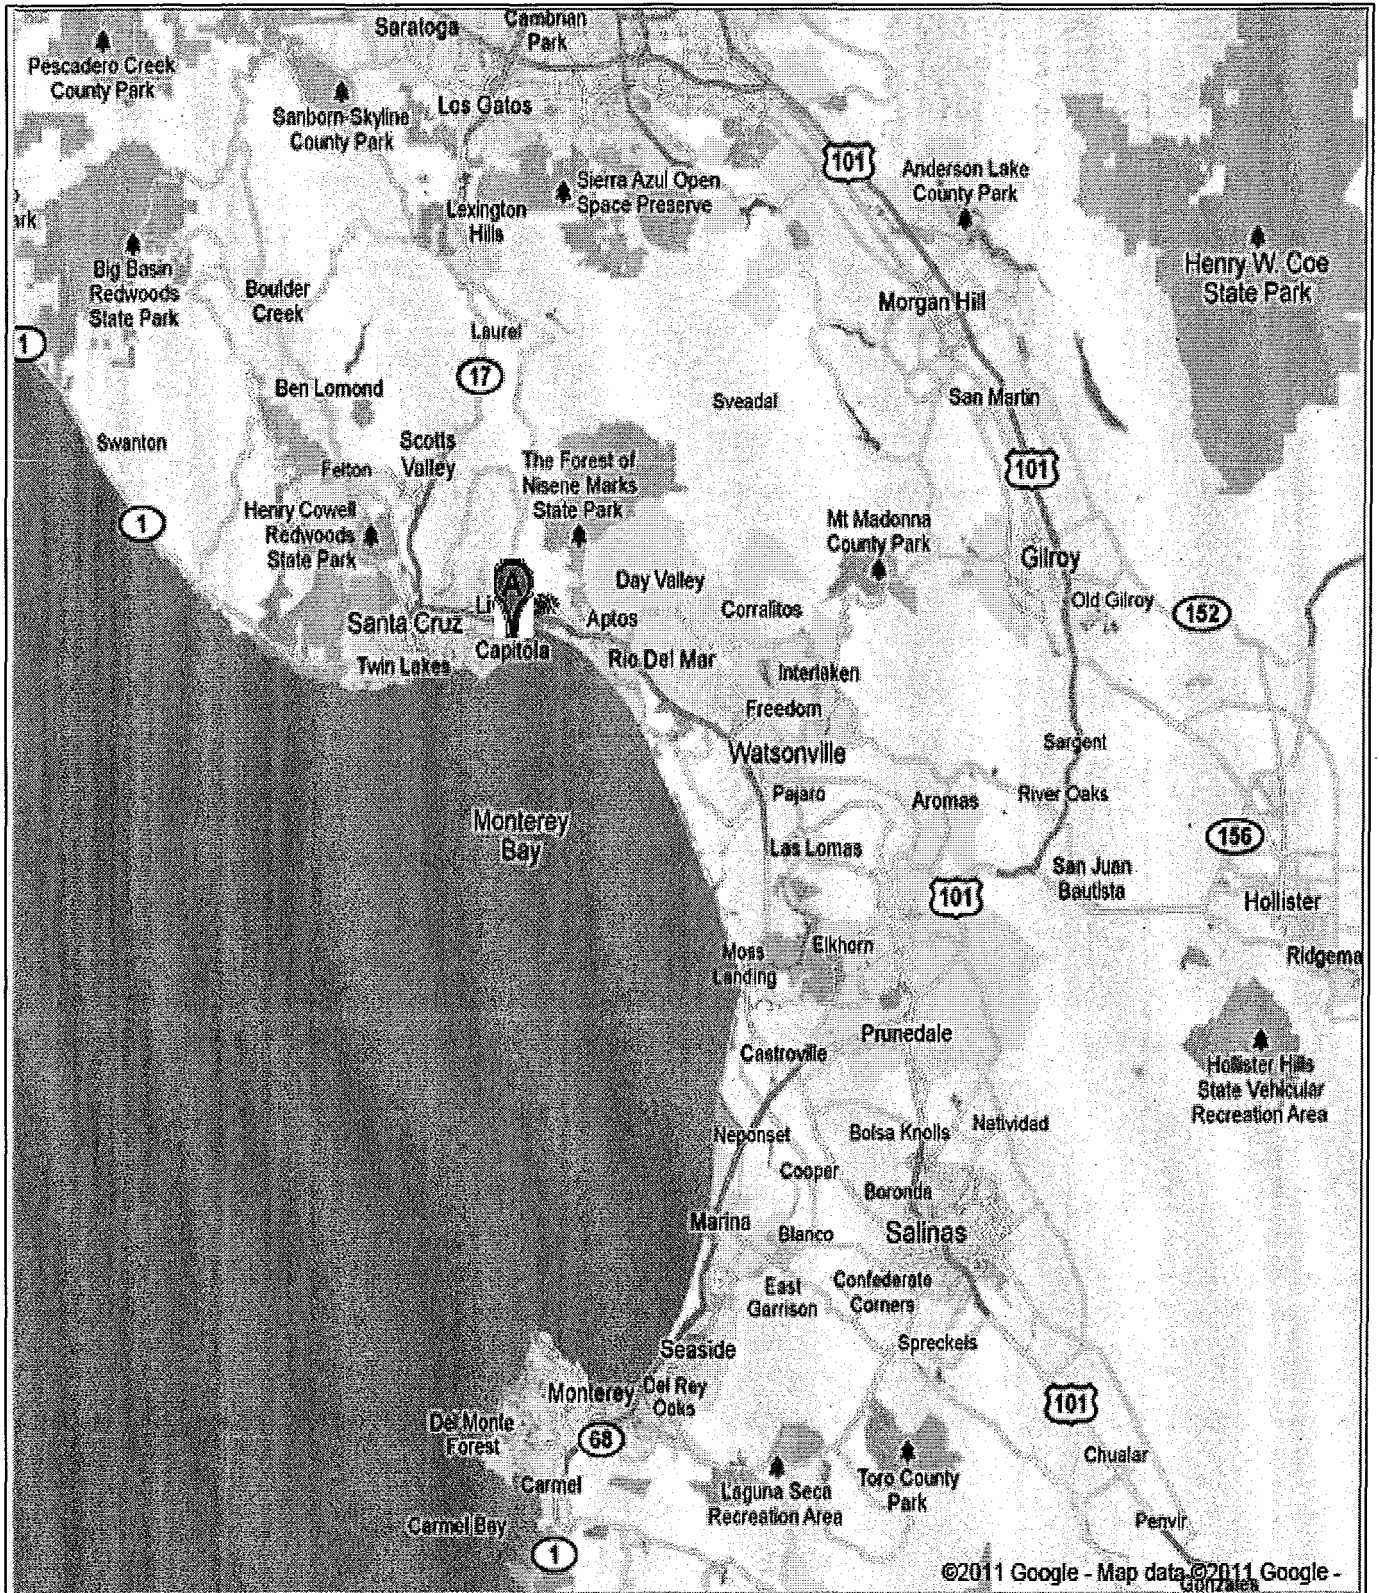 Saratoga
Cambrian
Park
Pescadero Creek
County Park
Sanborn-Skyline
County Park
Los Gatos
101
Anderson Lake
County Park
Sierra Azul Open
Space Preserve
Lexington
Hills
ark
Big Basin
Redwoods
State Park
Boulder
Creek
Henry W. Coe
State Park
Morgan Hill
Laurel
1
17
Ben Lomond
Sveadal
San Martin
Swanton
Scotts
Valley
Felton
The Forest of
Nisene Marks
State Park
101
1
Henry Cowell
Redwoods
State Park
Mt Madonna
County Park
Gilroy
A
Day Valley
Old Gilroy
152
Li
Santa Cruz
Aptos
Corralitos
Capitola
Twin Lakes
Rio Del Mar
Interlaken
Freedom
Watsonville
Sargent
Pajaro
Aromas
River Oaks
Monterey
Bay
156
Las Lomas
San Juan
Bautista
101
Hollister
Elkhorn
Moss
Landing
Ridgema
Prunedale
Castroville
Hollister Hills
State Vehicular
Recreation Area
Neponset
Bolsa Knolls
Natividad
Cooper
Boronda
Marina
Blanco
Salinas
East
Garrison
Confederate
Corners
Seaside
Spreckels
Monterey
Del Rey
Oaks
101
Del Monte
Forest
68
Chualar
Carmel
Laguna Seca
Recreation Area
Toro County
Park
Carmel Bay
Penvir
1
©2011 Google - Map data ©2011 Google -
Gonzales